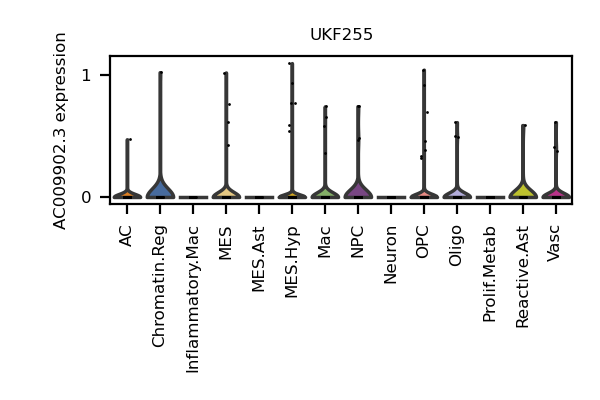 UKF255
AC009902.3 expression
1
0
AC
Chromatin.Reg
Inflammatory.Mac
MES
MES.Ast
MES.Hyp
Mac
NPC
Neuron
OPC
Oligo
Prolif.Metab
Reactive.Ast
Vasc